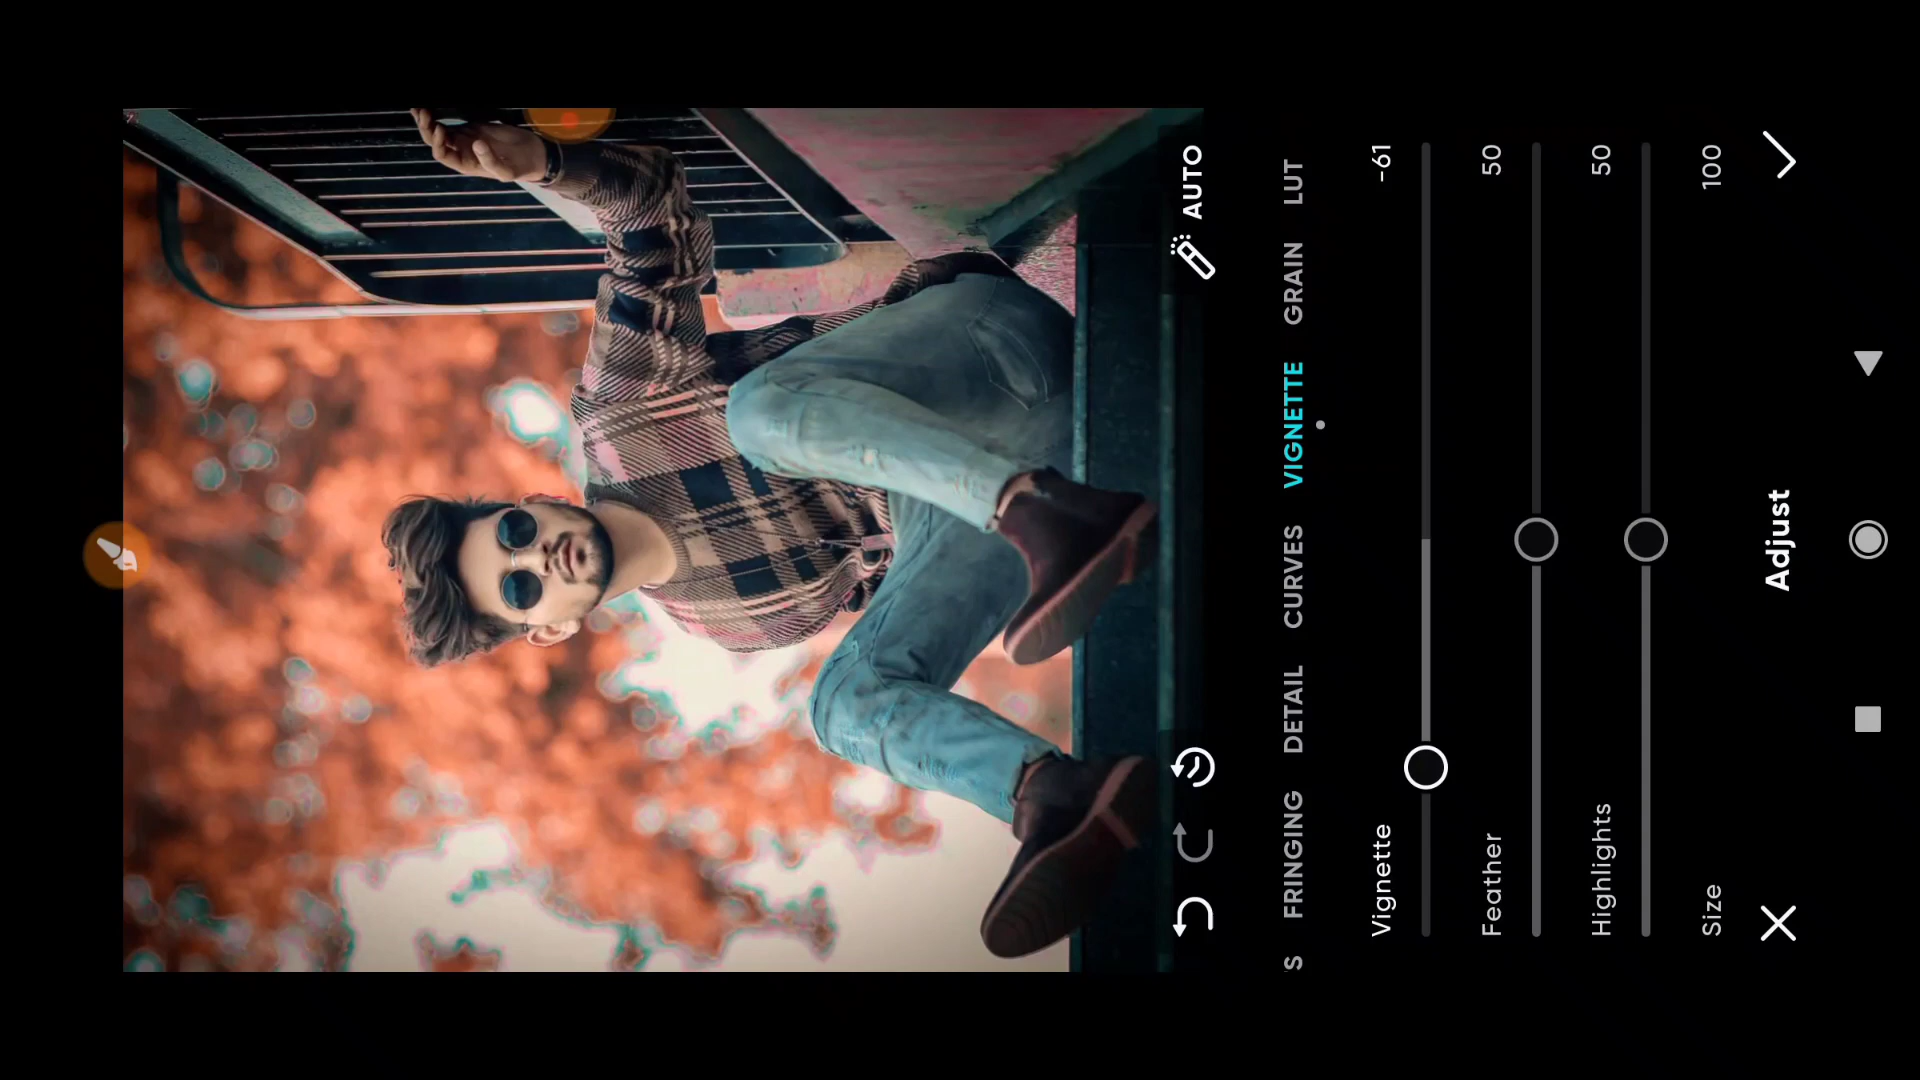 AUTO
S FRINGING DETAIL CURVES VIGNETTE GRAIN LUT
Vignette -61
Feather 50
Highlights 50
Size 100
Adjust